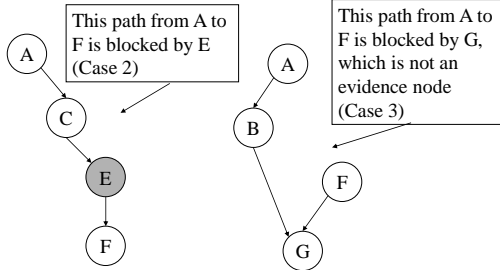 This path from A to
F is blocked by E
(Case 2)
This path from A to
F is blocked by G,
which is not an
evidence node
(Case 3)
A
C
E
F
A
B
F
G